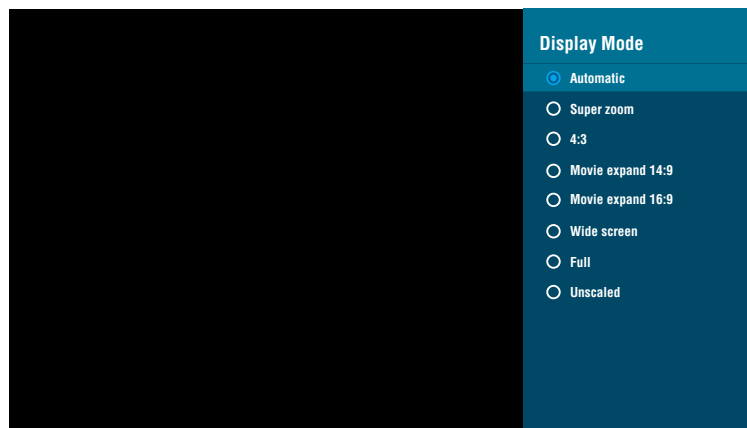 Display Mode
Automatic
Super zoom
4:3
Movie expand 14:9
Movie expand 16:9
Wide screen
Full
Unscaled